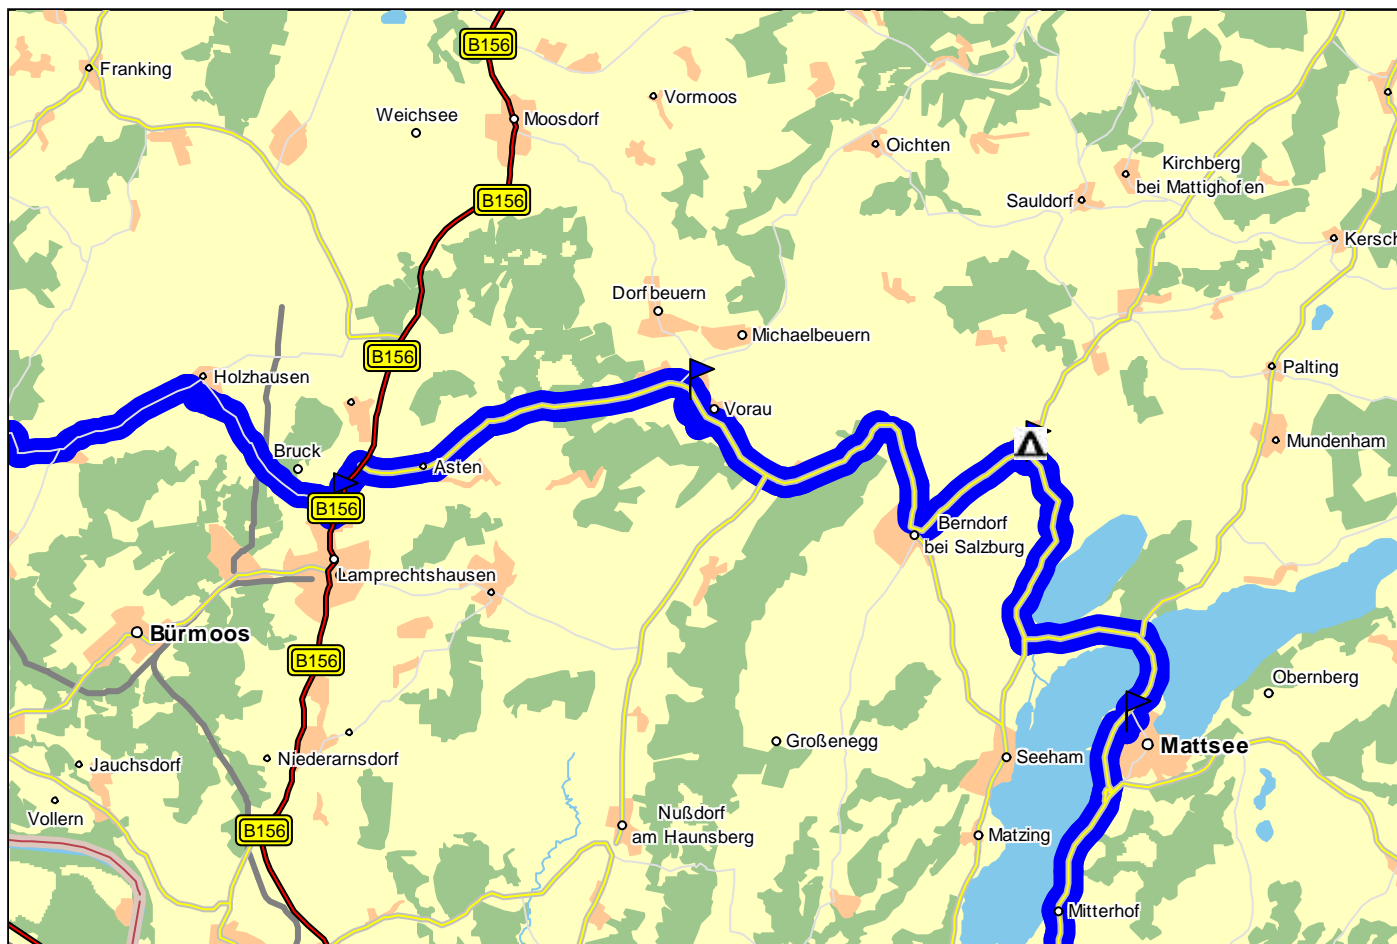 B156
Franking
Vormoos
Weichsee
Moosdorf
Oichten
Kirchberg
bei Mattighofen
B156
Sauldorf
Kersch
Dorfbeuern
Michaelbeuern
B156
Palting
Holzhausen
Vorau
Mundenham
Bruck
Asten
B156
Berndorf
bei Salzburg
Lamprechtshausen
Bürmoos
B156
Obernberg
Großenegg
Mattsee
Seeham
Niederarnsdorf
Jauchsdorf
Vollern
Nußdorf
am Haunsberg
B156
Matzing
Mitterhof